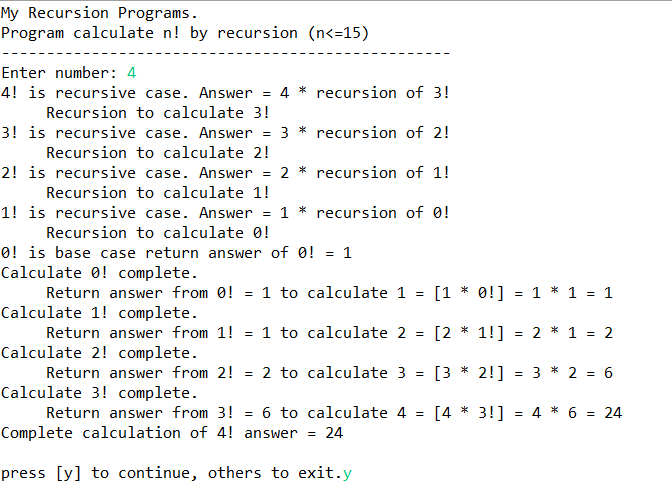 My Recursion Programs.
Program calculate n! by recursion (n<=15)
--------------------------------------------------
Enter number: 4
4! is recursive case. Answer = 4 * recursion of 3!
     Recursion to calculate 3!
3! is recursive case. Answer = 3 * recursion of 2!
     Recursion to calculate 2!
2! is recursive case. Answer = 2 * recursion of 1!
     Recursion to calculate 1!
1! is recursive case. Answer = 1 * recursion of 0!
     Recursion to calculate 0!
0! is base case return answer of 0! = 1
Calculate 0! complete.
     Return answer from 0! = 1 to calculate 1 = [1 * 0!] = 1 * 1 = 1
Calculate 1! complete.
     Return answer from 1! = 1 to calculate 2 = [2 * 1!] = 2 * 1 = 2
Calculate 2! complete.
     Return answer from 2! = 2 to calculate 3 = [3 * 2!] = 3 * 2 = 6
Calculate 3! complete.
     Return answer from 3! = 6 to calculate 4 = [4 * 3!] = 4 * 6 = 24
Complete calculation of 4! answer = 24

press [y] to continue, others to exit.y